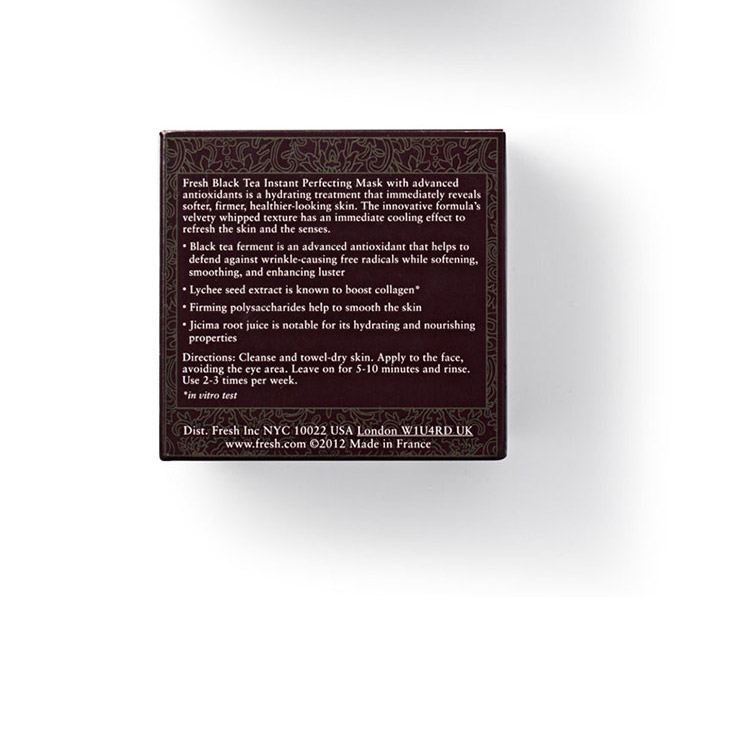 Fresh Black Tea Instant Perfecting Mask with advanced
antioxidants is a hydrating treatment that immediately reveals
softer, firmer, healthier-looking skin. The innovative formula's
velvety whipped texture has an immediate cooling effect to
refresh the skin and the senses.
• Black tea ferment is an advanced antioxidant that helps to
defend against wrinkle-causing free radicals while softening,
smoothing, and enhancing luster
• Lychee seed extract is known to boost collagen*
• Firming polysaccharides help to smooth the skin
• Jicima root juice is notable for its hydrating and nourishing
properties
Directions: Cleanse and towel-dry skin. Apply to the face,
avoiding the eye area. Leave on for 5-10 minutes and rinse.
Use 2-3 times per week.
*in vitro test
Dist. Fresh Inc NYC 10022 USA London W1U4RD UK
www.fresh.com ©2012 Made in France